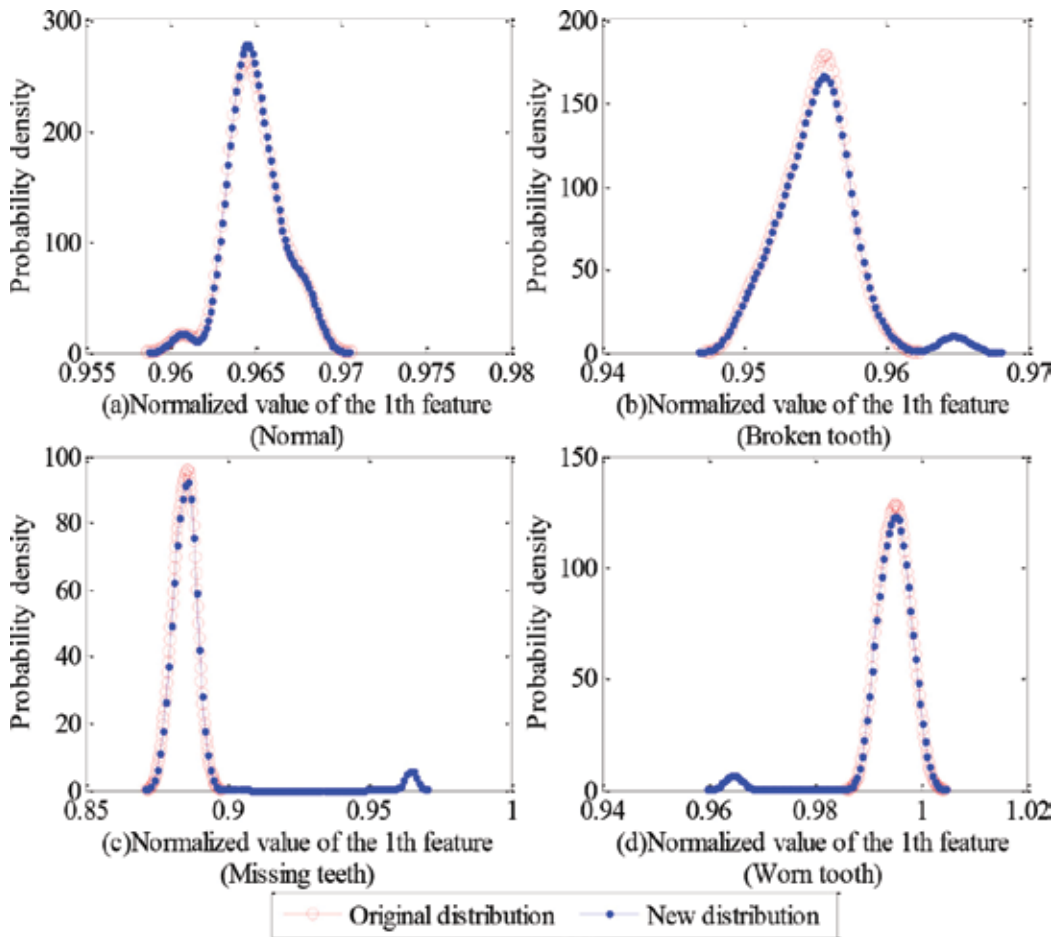 300
200
100
0
Probability density
0.955 0.96 0.965 0.97 0.975 0.98
(a)Normalized value of the 1th feature
(Normal)
200
150
100
50
0
Probability density
0.94 0.95 0.96 0.97
(b)Normalized value of the 1th feature
(Broken tooth)
100
80
60
40
20
0
Probability density
0.85 0.9 0.95 1
(c)Normalized value of the 1th feature
(Missing teeth)
150
100
50
0
Probability density
0.94 0.96 0.98 1 1.02
(d)Normalized value of the 1th feature
(Worn tooth)
Original distribution New distribution